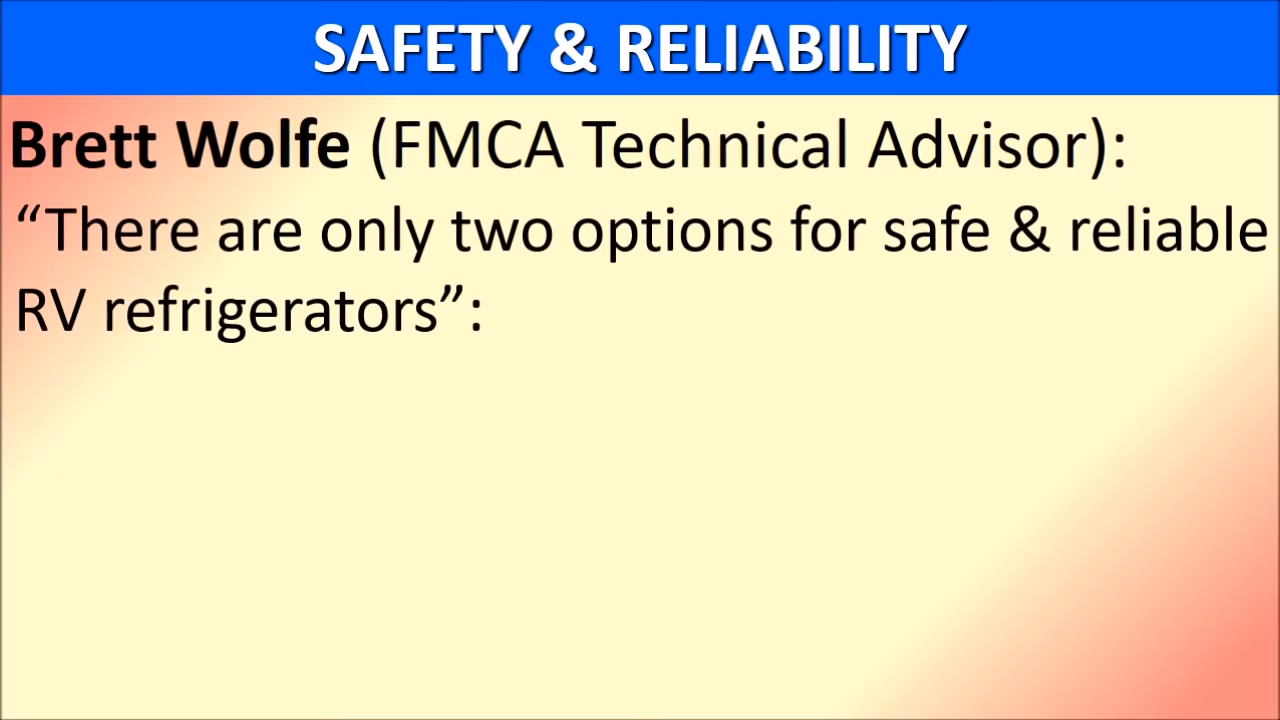 SAFETY & RELIABILITY
Brett Wolfe (FMCA Technical Advisor):
“There are only two options for safe & reliable
RV refrigerators”: